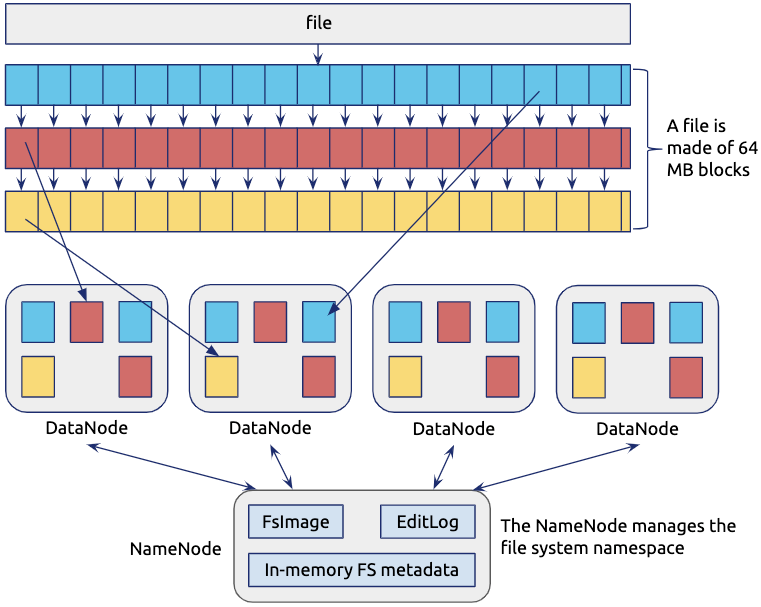 file
A file is
made of 64
MB blocks
DataNode
DataNode
DataNode
DataNode
NameNode
FsImage
EditLog
In-memory FS metadata
The NameNode manages the
file system namespace